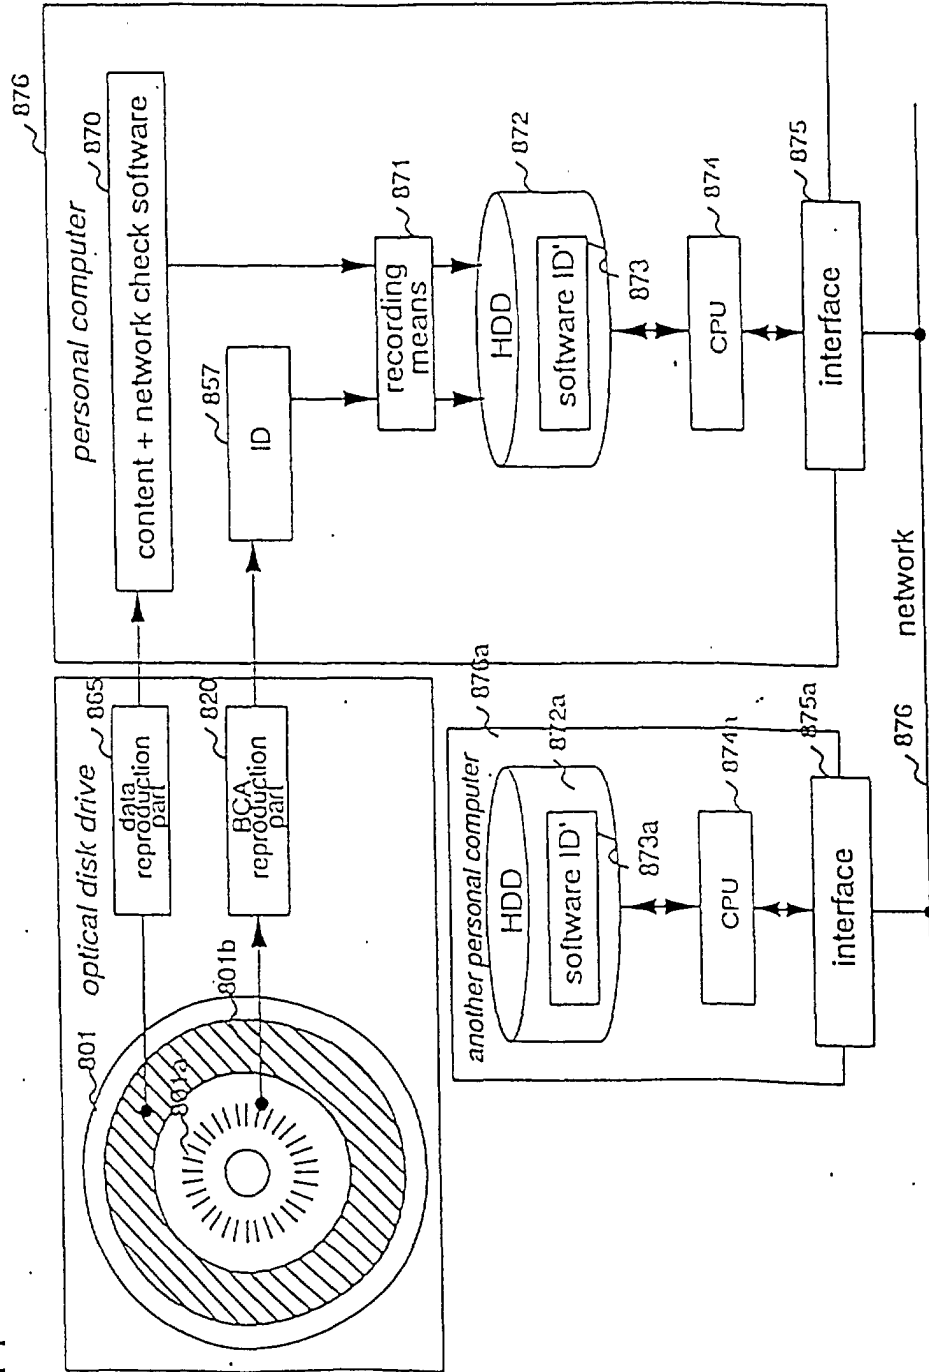 876
personal computer
870
content + network check software
857
ID
871
recording
means
872
HDD
software ID'
873
874
CPU
875
interface
network
876
optical disk drive
801
801a
801b
865
data
reproduction
part
820
BCA
reproduction
part
another personal computer
876a
HDD
872a
software ID'
873a
CPU
875a
interface